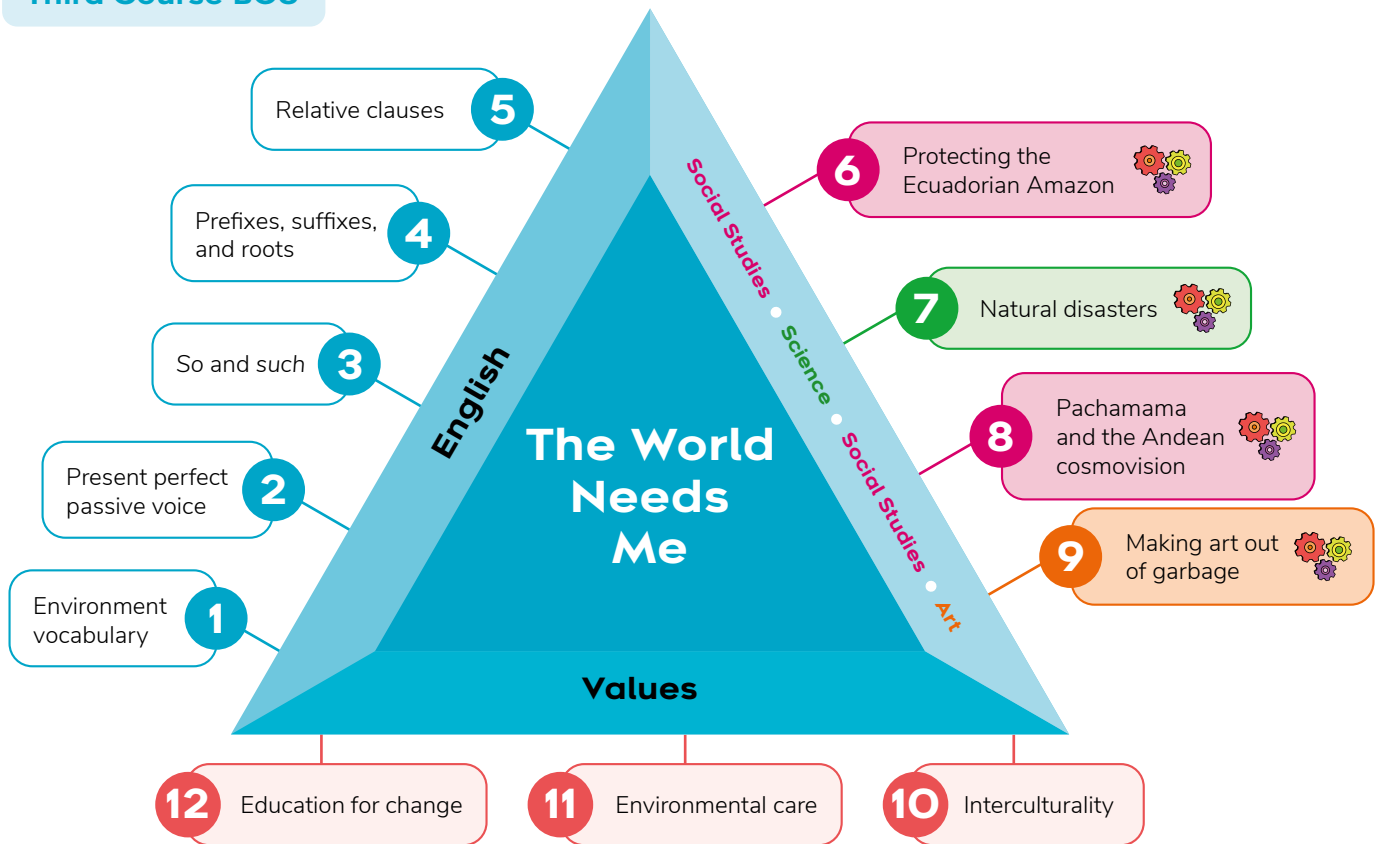 Third Course BGU
5
Relative clauses
4
Prefixes, suffixes,
and roots
3
So and such
2
Present perfect
passive voice
1
Environment
vocabulary
English
The World
Needs
Me
Social Studies • Science • Social Studies • Art
6
Protecting the
Ecuadorian Amazon
7
Natural disasters
8
Pachamama
and the Andean
cosmovision
9
Making art out
of garbage
Values
12
Education for change
11
Environmental care
10
Interculturality